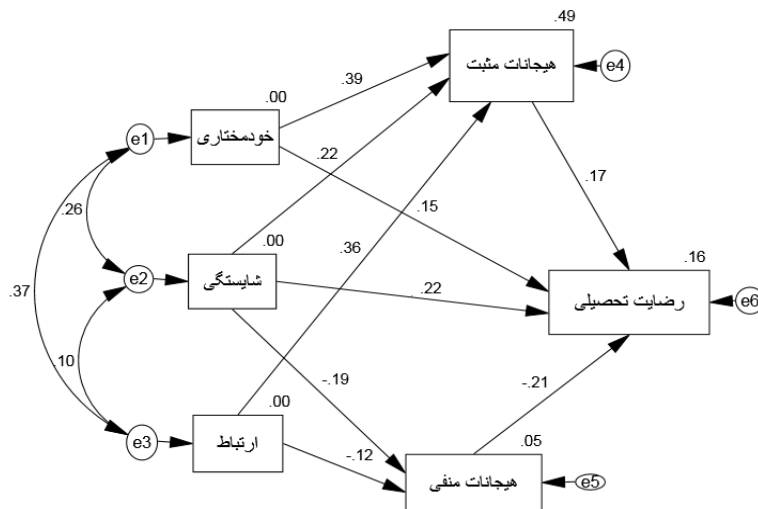 .49
هیجانات مثبت
e4
.39
.00
خودمختاری
e1
.22
.17
.15
.26
.00
.36
.16
شایستگی
e2
.22
رضایت تحصیلی
e6
.37
.10
-.19
-.21
.00
ارتباط
e3
-.12
.05
هیجانات منفی
e5